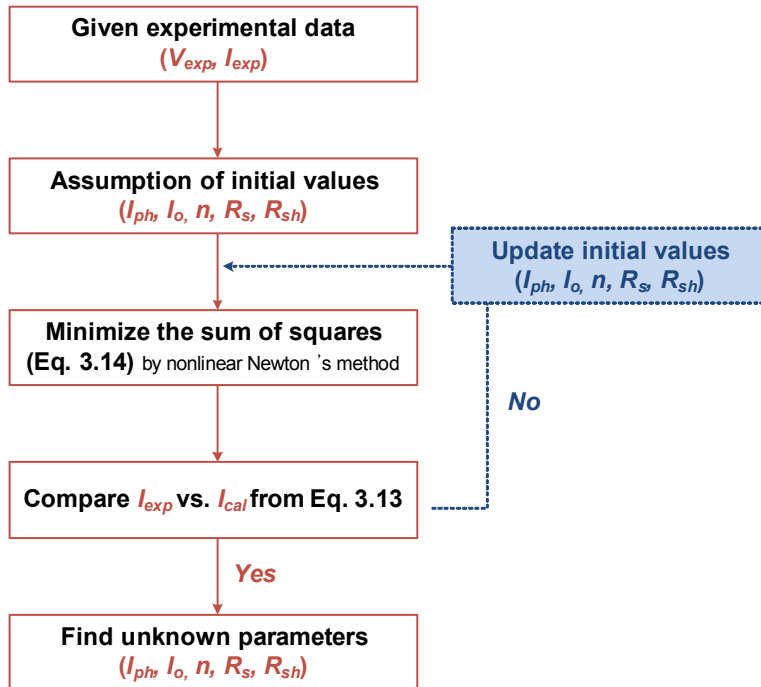 Given experimental data
(Vexp, Iexp)
Assumption of initial values
(Iph, Io, n, Rs, Rsh)
Update initial values
(Iph, Io, n, Rs, Rsh)
Minimize the sum of squares
(Eq. 3.14) by nonlinear Newton 's method
No
Compare Iexp vs. Ical from Eq. 3.13
Yes
Find unknown parameters
(Iph, Io, n, Rs, Rsh)